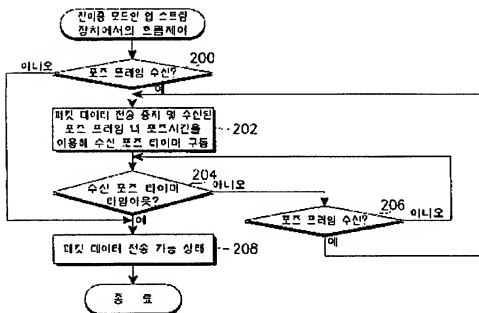 전이중 모드인 업 스트림
장치에서의 흐름제어
200
포즈 프레임 수신?
아니오
예
패킷 데이터 전송 중지 및 수신된
포즈 프레임 내 포즈시간을
이용해 수신 포즈 타이머 구동
202
204
수신 포즈 타이머
타임아웃?
아니오
예
206
포즈 프레임 수신?
아니오
예
패킷 데이터 전송 가능 상태
208
종 료